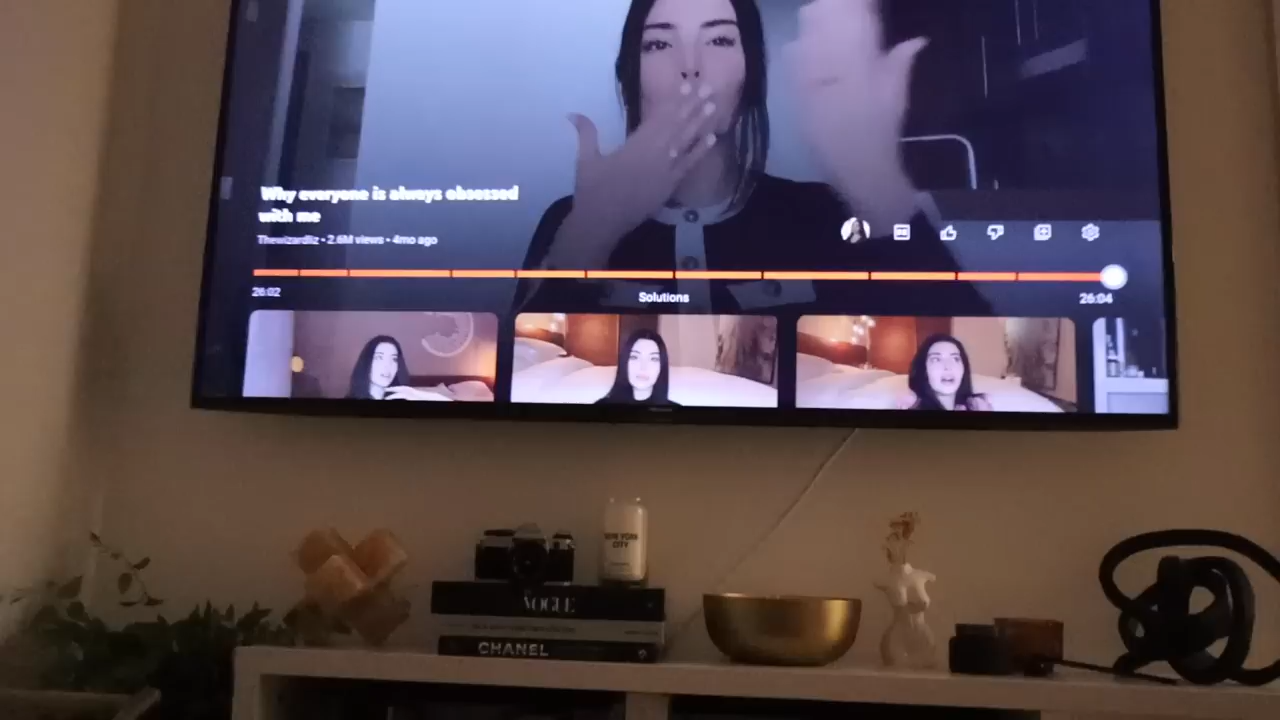 Why everyone is always obsessed
with me
Thewizardliz • 2.6M views • 4mo ago
26:02
Solutions
26:04
NEW YORK
CITY
VOGUE
CHANEL